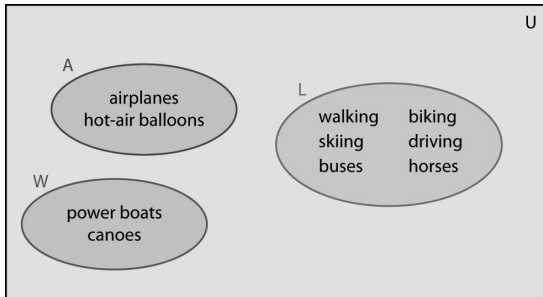 U
A
airplanes
hot-air balloons
L
walking biking
skiing driving
buses horses
W
power boats
canoes